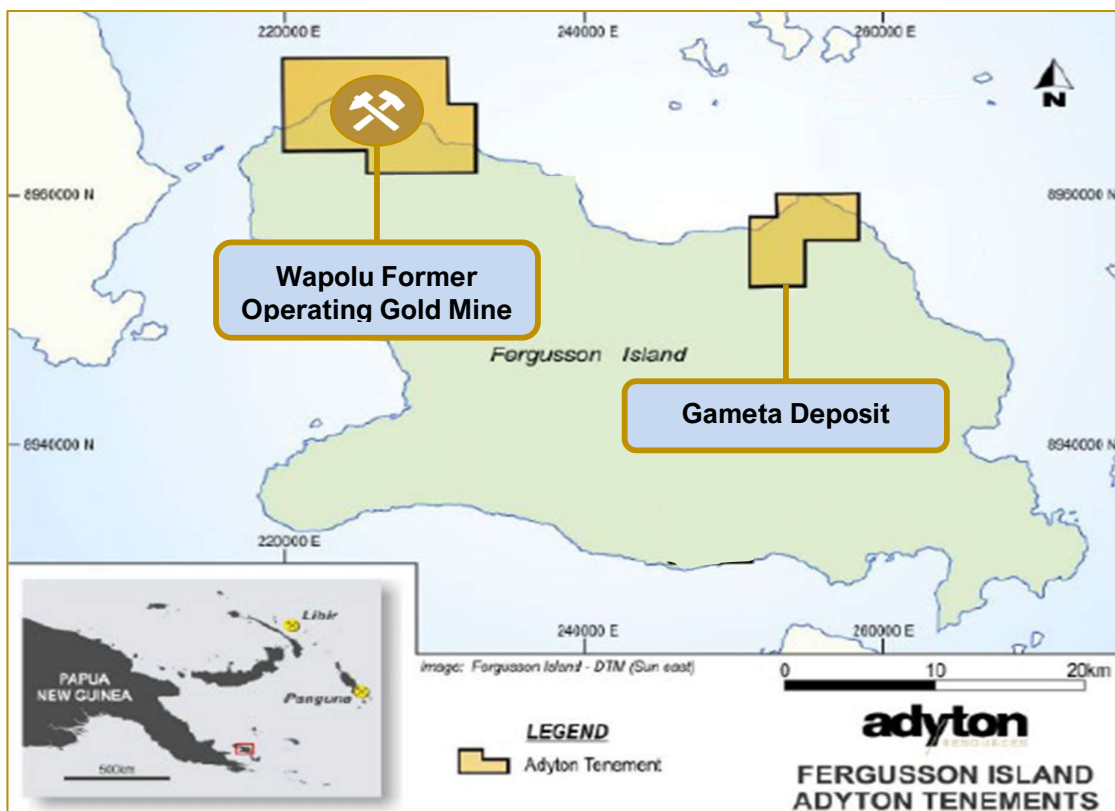 220000 E
240000 E
260000 E
N
8960000 N
8960000 N
Wapolu Former
Operating Gold Mine
Fergusson Island
Gameta Deposit
8940000 N
8940000 N
220000 E
240000 E
260000 E
Image: Fergusson Island - DTM (Sun east)
0 10 20km
Lihir
PAPUA
NEW GUINEA
Panguna
500km
LEGEND
Adyton Tenement
adyton
RESOURCES
FERGUSSON ISLAND
ADYTON TENEMENTS